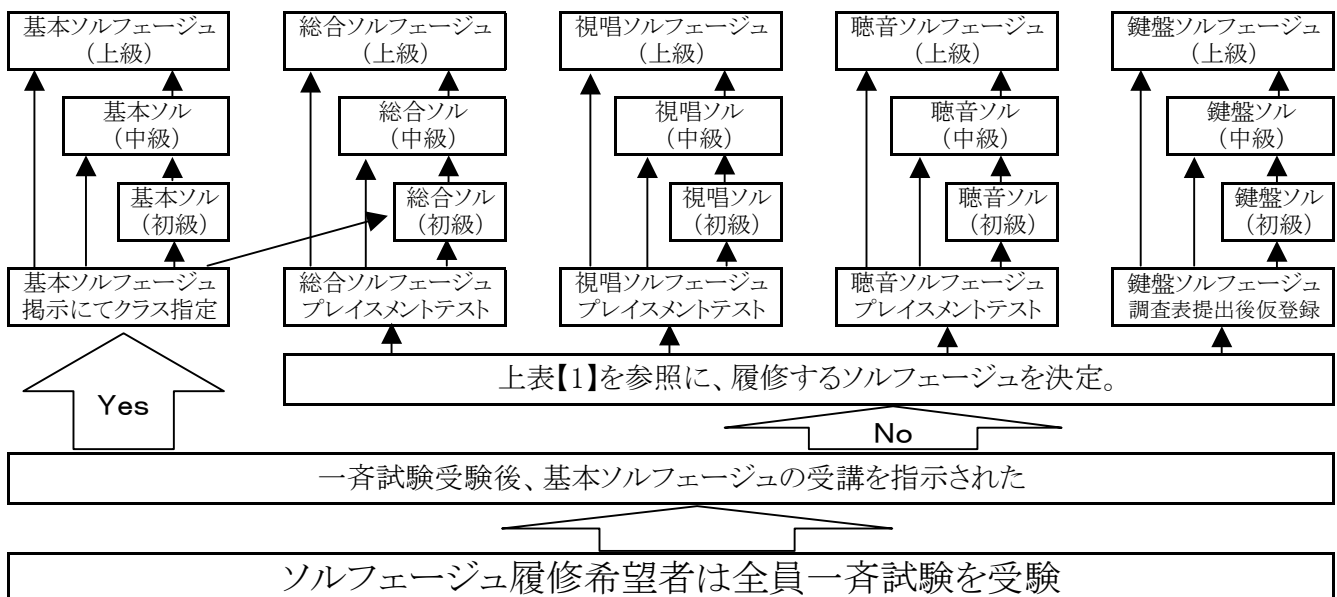 基本ソルフェージュ
(上級)
総合ソルフェージュ
(上級)
視唱ソルフェージュ
(上級)
聴音ソルフェージュ
(上級)
鍵盤ソルフェージュ
(上級)
基本ソル
(中級)
総合ソル
(中級)
視唱ソル
(中級)
聴音ソル
(中級)
鍵盤ソル
(中級)
基本ソル
(初級)
総合ソル
(初級)
視唱ソル
(初級)
聴音ソル
(初級)
鍵盤ソル
(初級)
基本ソルフェージュ
掲示にてクラス指定
総合ソルフェージュ
プレイスメントテスト
視唱ソルフェージュ
プレイスメントテスト
聴音ソルフェージュ
プレイスメントテスト
鍵盤ソルフェージュ
調査表提出後仮登録
上表【1】を参照に、履修するソルフェージュを決定。
Yes
No
一斉試験受験後、基本ソルフェージュの受講を指示された
ソルフェージュ履修希望者は全員一斉試験を受験